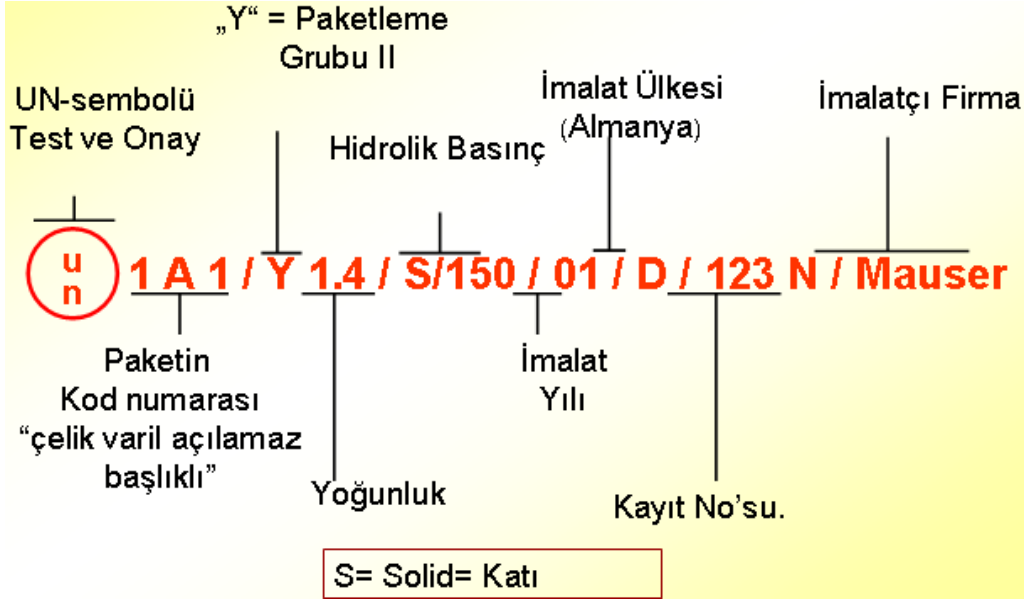 „Y“ = Paketleme
Grubu II
UN-sembolü
Test ve Onay
Hidrolik Basınç
İmalat Ülkesi
(Almanya)
İmalatçı Firma
u
n
1 A 1 / Y 1.4 / S/150 / 01 / D / 123 N / Mauser
Paketin
Kod numarası
“çelik varil açılamaz
başlıklı”
Yoğunluk
İmalat
Yılı
Kayıt No’su.
S= Solid= Katı